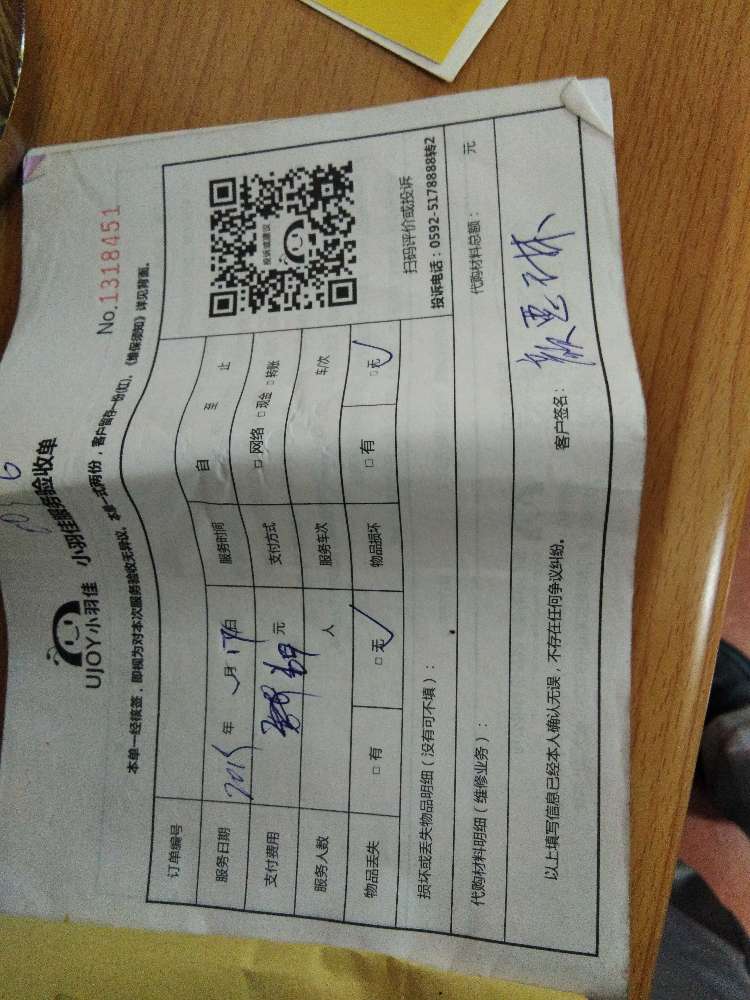 UJOY小羽佳 小羽佳服务验收单
No.1318451
本单一经核签，即视为对本次服务验收无异议。本单一式两份，客户留存一份(红)，《维保须知》详见背面。
订单编号
服务日期 年 月 17日 服务时间 自 至 止
支付费用 元 支付方式 □ 网络 □ 现金 □ 转账
服务人数 人 服务车次 车/次
物品丢失 □ 有 □ 无 ✓ 物品损坏 □ 有 □ 无 ✓
投诉或建议
扫码评价或投诉
投诉电话：0592-5178888转2
损坏或丢失物品明细（没有可不填）：
代购材料明细（维修业务）： 代购材料总额： 元
以上填写信息已经本人确认无误，不存在任何争议纠纷。 客户签名：